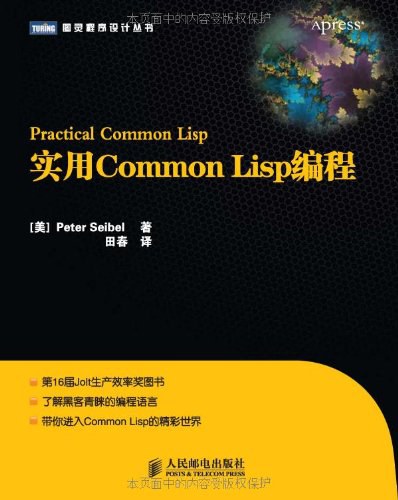 本页面中的内容受版权保护
TURING 图灵程序设计丛书
Apress®
Practical Common Lisp
实用Common Lisp编程
[美] Peter Seibel 著
田春 译
第16届Jolt生产效率奖图书
了解黑客青睐的编程语言
带你进入Common Lisp的精彩世界
人民邮电出版社
POSTS & TELECOM PRESS
本页面中的内容受版权保护